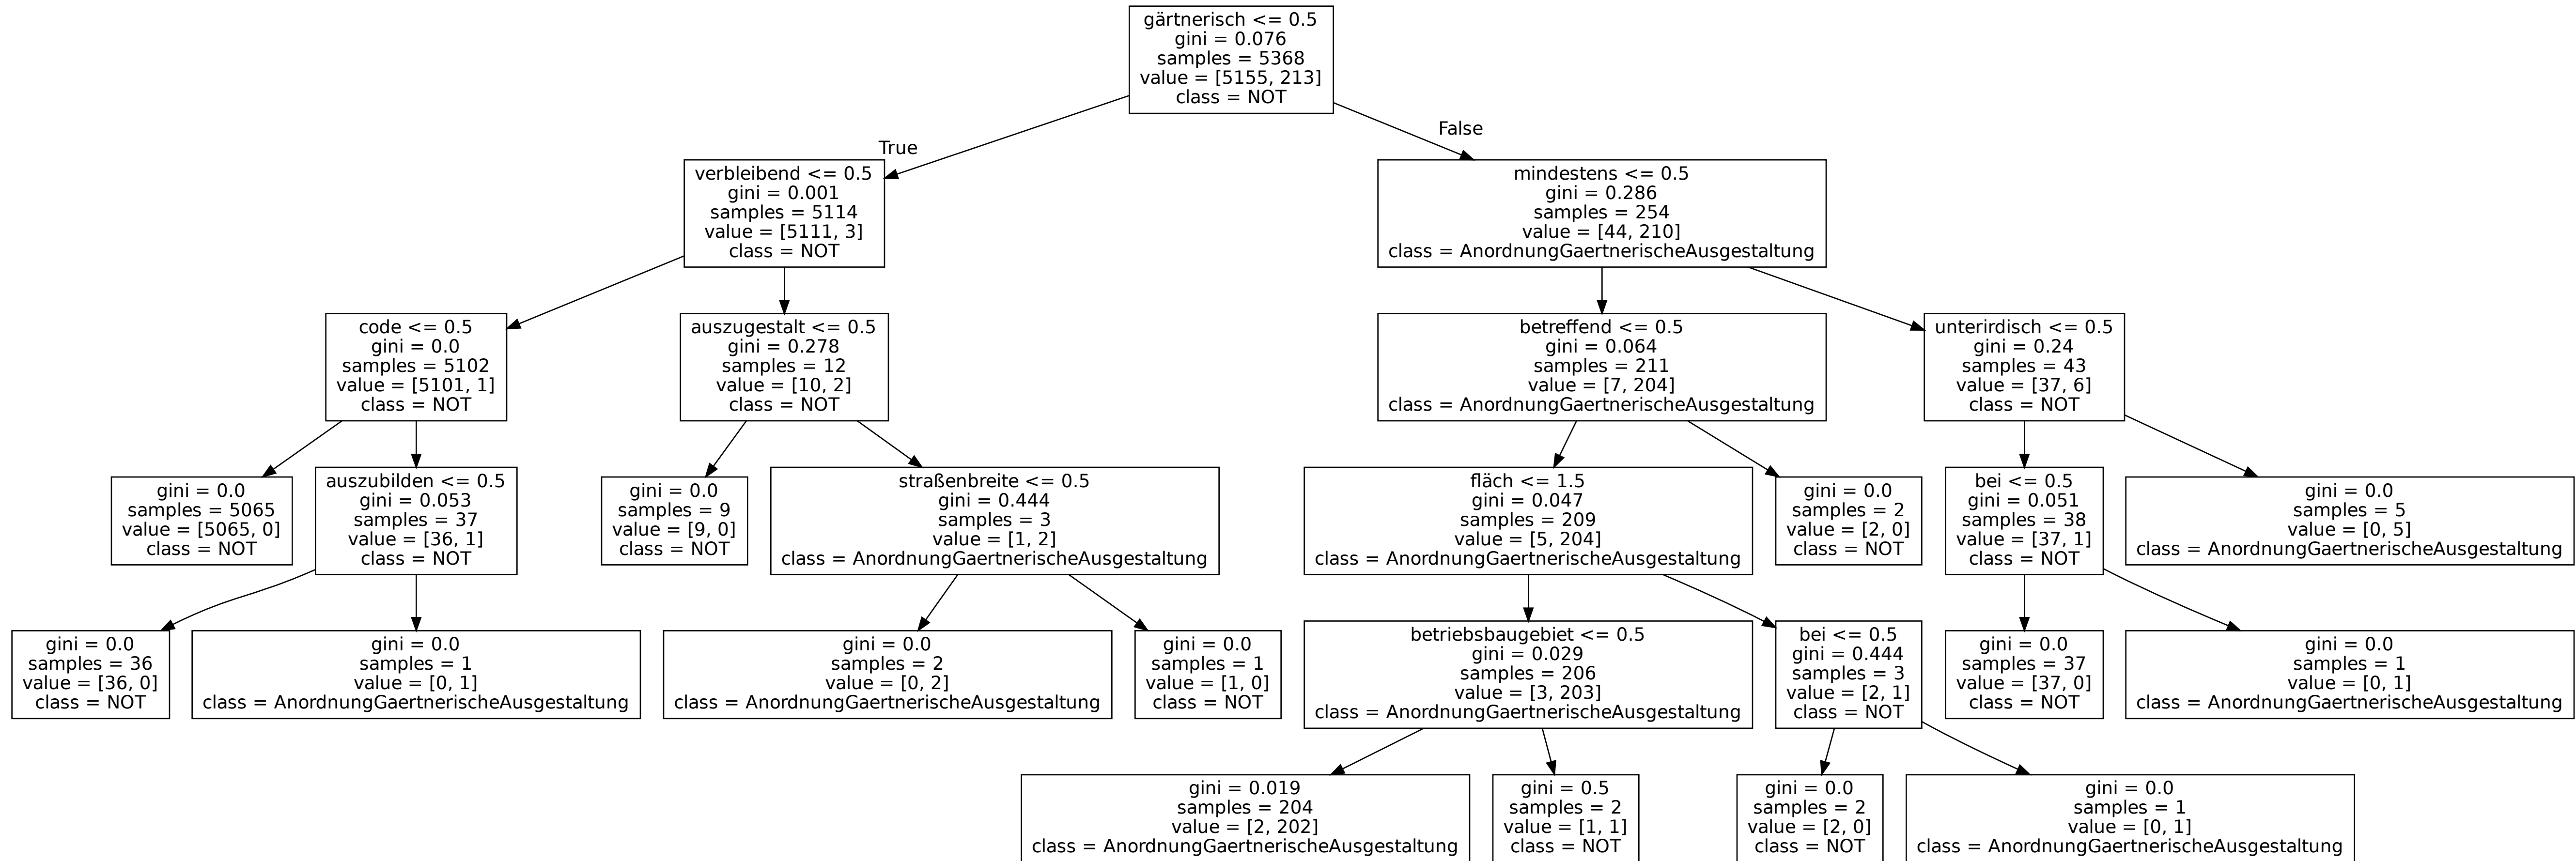 gärtnerisch <= 0.5
gini = 0.076
samples = 5368
value = [5155, 213]
class = NOT
True
False
verbleibend <= 0.5
gini = 0.001
samples = 5114
value = [5111, 3]
class = NOT
mindestens <= 0.5
gini = 0.286
samples = 254
value = [44, 210]
class = AnordnungGaertnerischeAusgestaltung
code <= 0.5
gini = 0.0
samples = 5102
value = [5101, 1]
class = NOT
auszugestalt <= 0.5
gini = 0.278
samples = 12
value = [10, 2]
class = NOT
betreffend <= 0.5
gini = 0.064
samples = 211
value = [7, 204]
class = AnordnungGaertnerischeAusgestaltung
unterirdisch <= 0.5
gini = 0.24
samples = 43
value = [37, 6]
class = NOT
gini = 0.0
samples = 5065
value = [5065, 0]
class = NOT
auszubilden <= 0.5
gini = 0.053
samples = 37
value = [36, 1]
class = NOT
gini = 0.0
samples = 9
value = [9, 0]
class = NOT
straßenbreite <= 0.5
gini = 0.444
samples = 3
value = [1, 2]
class = AnordnungGaertnerischeAusgestaltung
fläch <= 1.5
gini = 0.047
samples = 209
value = [5, 204]
class = AnordnungGaertnerischeAusgestaltung
gini = 0.0
samples = 2
value = [2, 0]
class = NOT
bei <= 0.5
gini = 0.051
samples = 38
value = [37, 1]
class = NOT
gini = 0.0
samples = 5
value = [0, 5]
class = AnordnungGaertnerischeAusgestaltung
gini = 0.0
samples = 36
value = [36, 0]
class = NOT
gini = 0.0
samples = 1
value = [0, 1]
class = AnordnungGaertnerischeAusgestaltung
gini = 0.0
samples = 2
value = [0, 2]
class = AnordnungGaertnerischeAusgestaltung
gini = 0.0
samples = 1
value = [1, 0]
class = NOT
betriebsbaugebiet <= 0.5
gini = 0.029
samples = 206
value = [3, 203]
class = AnordnungGaertnerischeAusgestaltung
bei <= 0.5
gini = 0.444
samples = 3
value = [2, 1]
class = NOT
gini = 0.0
samples = 37
value = [37, 0]
class = NOT
gini = 0.0
samples = 1
value = [0, 1]
class = AnordnungGaertnerischeAusgestaltung
gini = 0.019
samples = 204
value = [2, 202]
class = AnordnungGaertnerischeAusgestaltung
gini = 0.5
samples = 2
value = [1, 1]
class = NOT
gini = 0.0
samples = 2
value = [2, 0]
class = NOT
gini = 0.0
samples = 1
value = [0, 1]
class = AnordnungGaertnerischeAusgestaltung